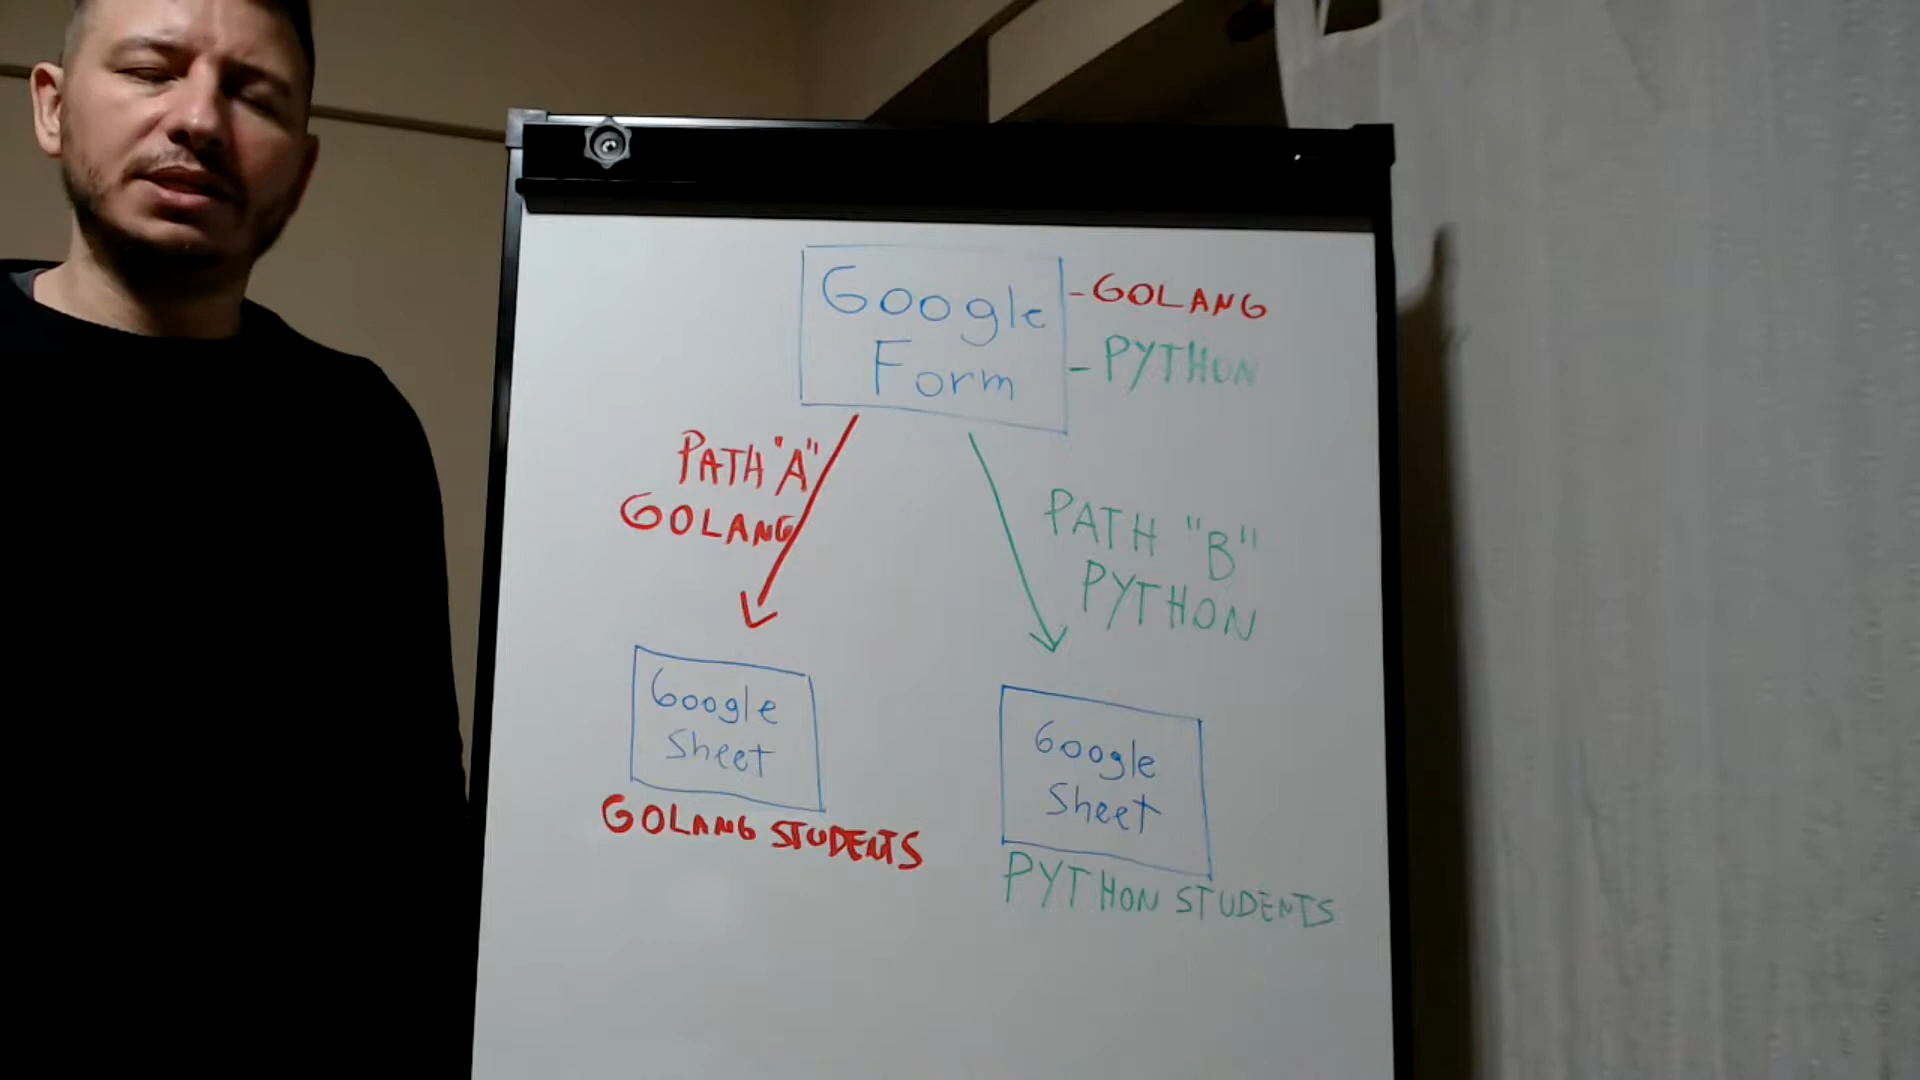 Google
Form
- GOLANG
- PYTHON
PATH "A"
GOLANG
PATH "B"
PYTHON
Google
Sheet
GOLANG STUDENTS
Google
Sheet
PYTHON STUDENTS